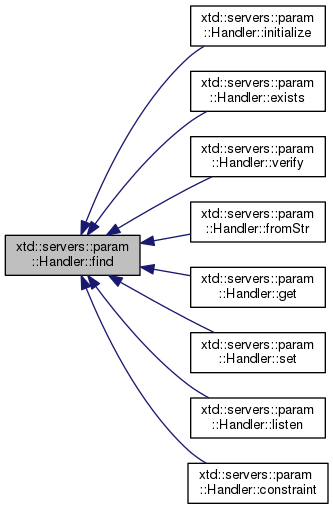 xtd::servers::param
::Handler::initialize
xtd::servers::param
::Handler::exists
xtd::servers::param
::Handler::verify
xtd::servers::param
::Handler::fromStr
xtd::servers::param
::Handler::find
xtd::servers::param
::Handler::get
xtd::servers::param
::Handler::set
xtd::servers::param
::Handler::listen
xtd::servers::param
::Handler::constraint